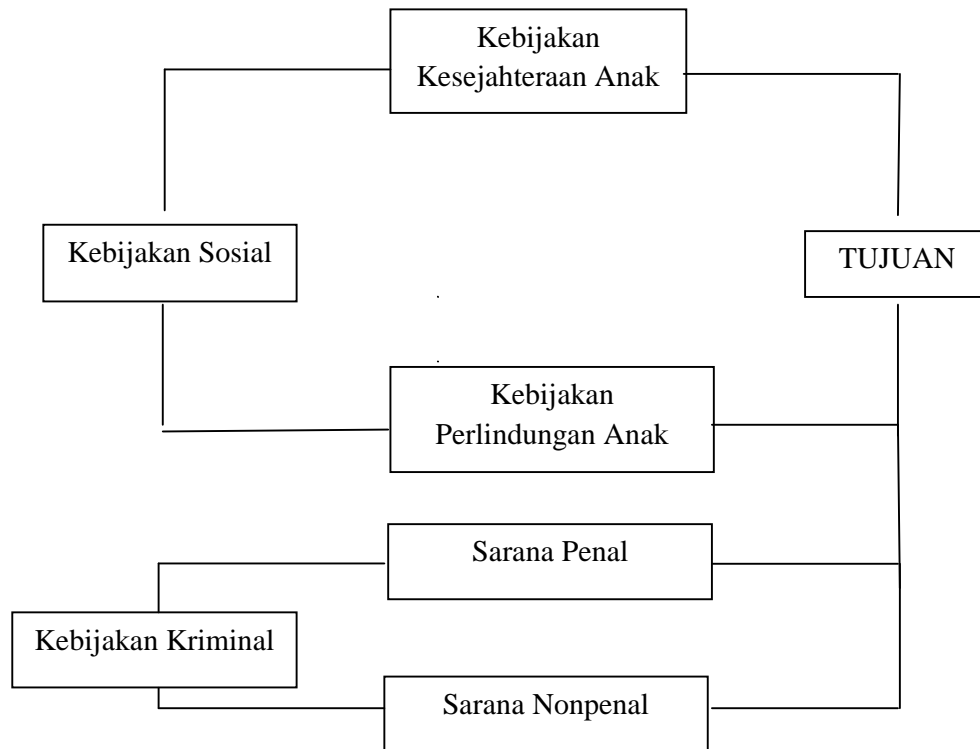 Kebijakan
Kesejahteraan Anak
Kebijakan Sosial
TUJUAN
Kebijakan
Perlindungan Anak
Sarana Penal
Kebijakan Kriminal
Sarana Nonpenal